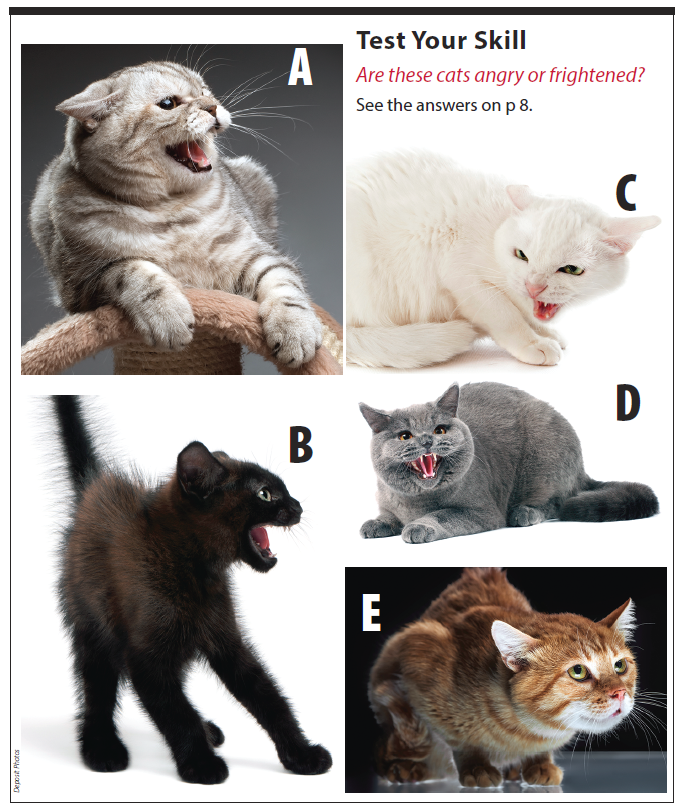 Test Your Skill
Are these cats angry or frightened?
See the answers on p 8.
A
C
B
D
E
Deposit Photos